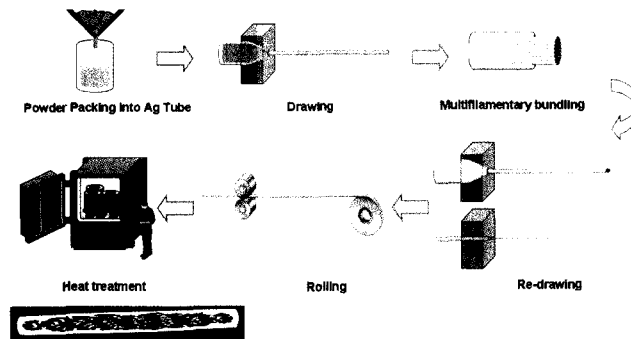 Powder Packing into Ag Tube
Drawing
Multifilamentary bundling
Heat treatment
Rolling
Re-drawing